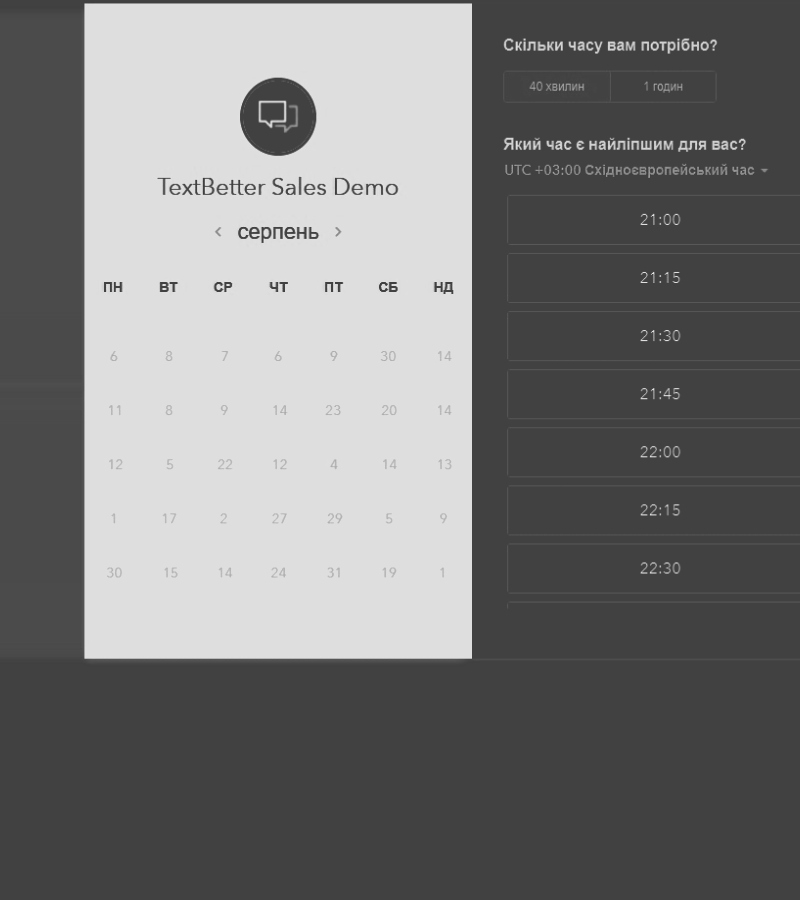 TextBetter Sales Demo
серпень
ПН ВТ СР ЧТ ПТ СБ НД
6 8 7 6 9 30 14
11 8 9 14 23 20 14
12 5 22 12 4 14 13
1 17 2 27 29 5 9
30 15 14 24 31 19 1
Скільки часу вам потрібно?
40 хвилин 1 годин
Який час є найліпшим для вас?
UTC +03:00 Східноєвропейський час
21:00
21:15
21:30
21:45
22:00
22:15
22:30